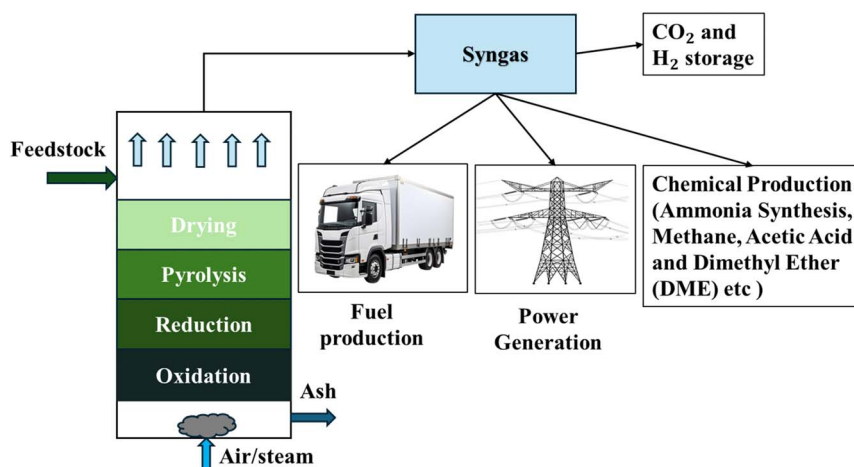 Syngas
CO₂ and
H₂ storage
Feedstock
Drying
Pyrolysis
Reduction
Oxidation
Ash
Air/steam
Fuel
production
Power
Generation
Chemical Production
(Ammonia Synthesis,
Methane, Acetic Acid
and Dimethyl Ether
(DME) etc )